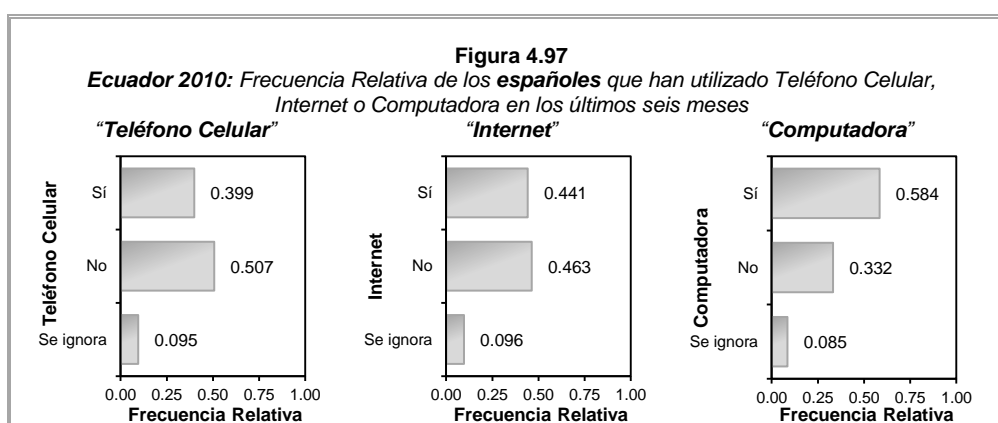 Figura 4.97
Ecuador 2010: Frecuencia Relativa de los españoles que han utilizado Teléfono Celular,
Internet o Computadora en los últimos seis meses
“Teléfono Celular”
Teléfono Celular
Sí
0.399
No
0.507
Se ignora
0.095
0.00 0.25 0.50 0.75 1.00
Frecuencia Relativa
“Internet”
Internet
Sí
0.441
No
0.463
Se ignora
0.096
0.00 0.25 0.50 0.75 1.00
Frecuencia Relativa
“Computadora”
Computadora
Sí
0.584
No
0.332
Se ignora
0.085
0.00 0.25 0.50 0.75 1.00
Frecuencia Relativa